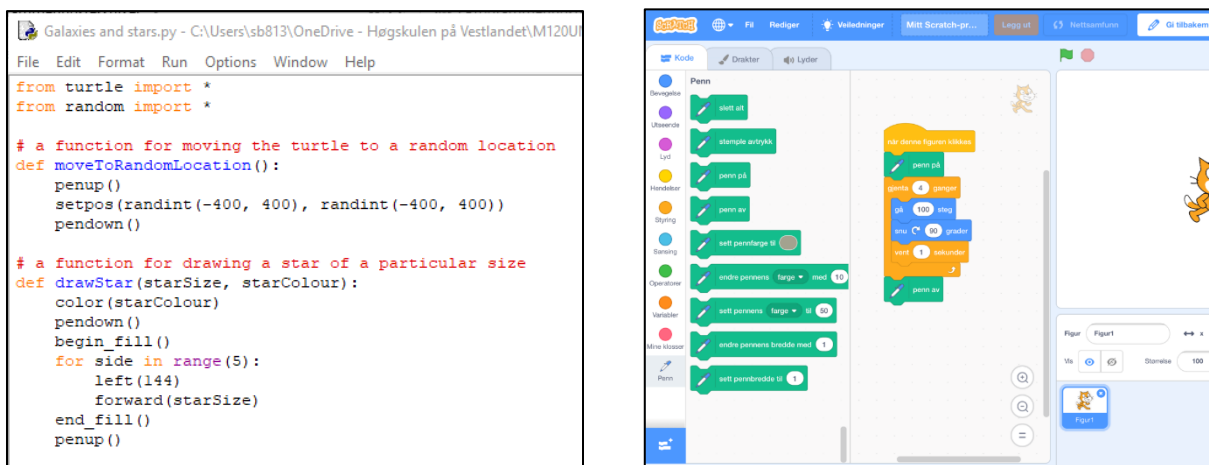 Galaxies and stars.py - C:\Users\sb813\OneDrive - Høgskulen på Vestlandet\M120U
File Edit Format Run Options Window Help
from turtle import *
from random import *
# a function for moving the turtle to a random location
def moveToRandomLocation():
    penup()
    setpos(randint(-400, 400), randint(-400, 400))
    pendown()
# a function for drawing a star of a particular size
def drawStar(starSize, starColour):
    color(starColour)
    pendown()
    begin_fill()
    for side in range(5):
        left(144)
        forward(starSize)
    end_fill()
    penup()
SCRATCH Fil Rediger Veiledninger Mitt Scratch-pr... Legg ut Nettsamfunn Gi tilbakem
Kode Drakter Lyder
Bevegelse
Utseende
Lyd
Hendelser
Styring
Sansing
Operatorer
Variabler
Mine klosser
Penn
Penn
slett alt
stemple avtrykk
penn på
penn av
sett pennfarge til
endre pennens farge med 10
sett pennens farge til 50
endre pennens bredde med 1
sett pennbredde til 1
når denne figuren klikkes
penn på
gjenta 4 ganger
gå 100 steg
snu 90 grader
vent 1 sekunder
penn av
Figur Figur1 x
Vis Størrelse 100
Figur1